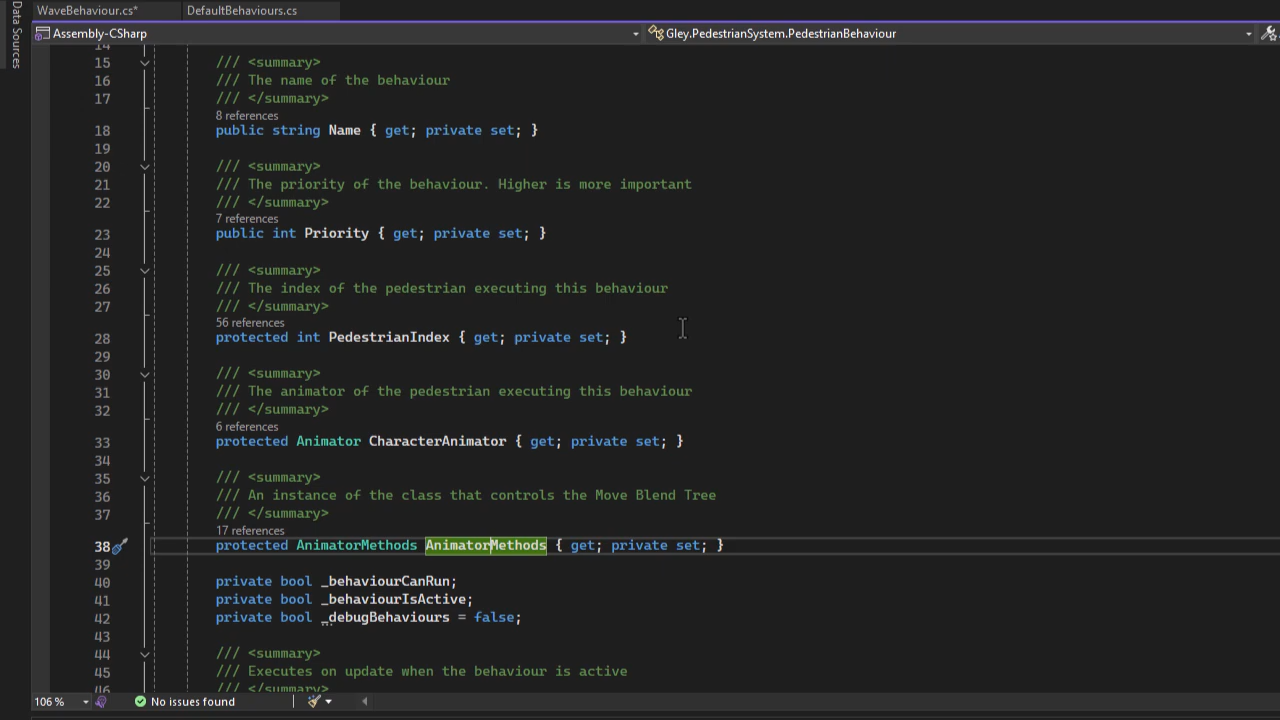 Data Sources
WaveBehaviour.cs*
DefaultBehaviours.cs
Assembly-CSharp
Gley.PedestrianSystem.PedestrianBehaviour
14
15 /// <summary>
16 /// The name of the behaviour
17 /// </summary>
8 references
18 public string Name { get; private set; }
19
20 /// <summary>
21 /// The priority of the behaviour. Higher is more important
22 /// </summary>
7 references
23 public int Priority { get; private set; }
24
25 /// <summary>
26 /// The index of the pedestrian executing this behaviour
27 /// </summary>
56 references
28 protected int PedestrianIndex { get; private set; }
29
30 /// <summary>
31 /// The animator of the pedestrian executing this behaviour
32 /// </summary>
6 references
33 protected Animator CharacterAnimator { get; private set; }
34
35 /// <summary>
36 /// An instance of the class that controls the Move Blend Tree
37 /// </summary>
17 references
38 protected AnimatorMethods AnimatorMethods { get; private set; }
39
40 private bool _behaviourCanRun;
41 private bool _behaviourIsActive;
42 private bool _debugBehaviours = false;
43
44 /// <summary>
45 /// Executes on update when the behaviour is active
46 /// </summary>
106 %
No issues found